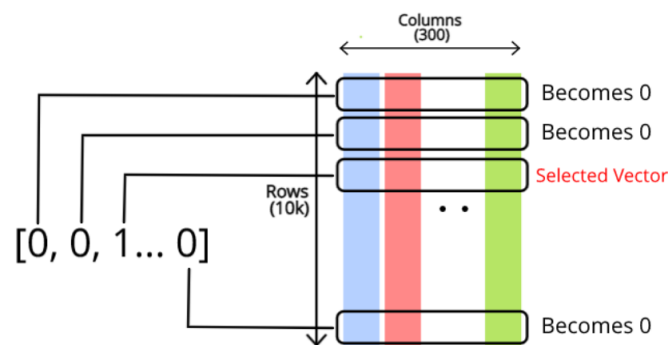 Columns
(300)
Becomes 0
Becomes 0
Selected Vector
Rows
(10k)
[0, 0, 1... 0]
Becomes 0